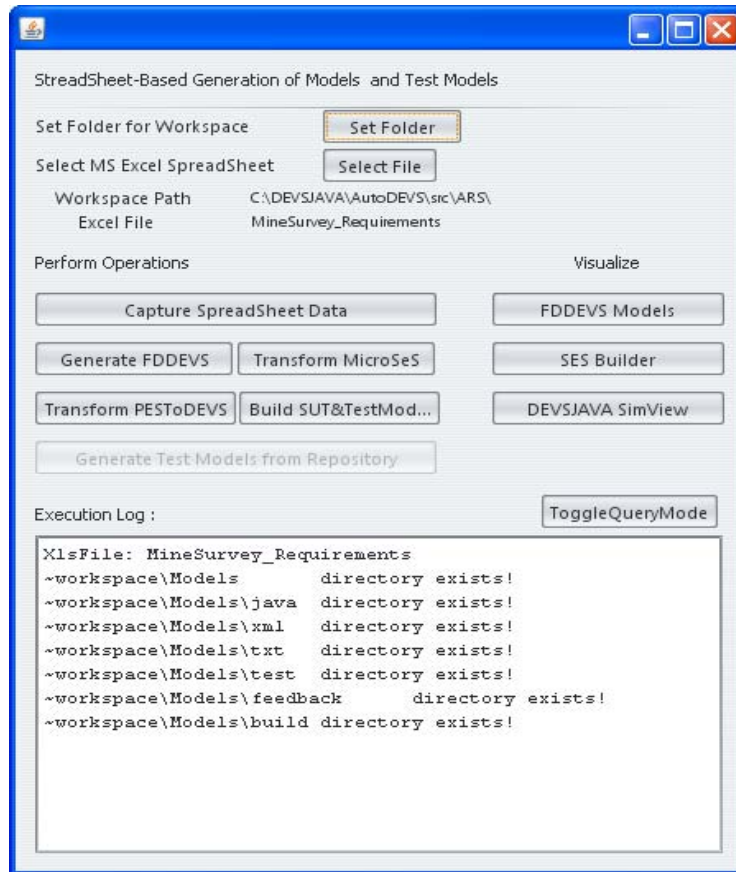 StreadSheet-Based Generation of Models and Test Models
Set Folder for Workspace Set Folder
Select MS Excel SpreadSheet Select File
Workspace Path C:\DEVSJAVA\AutoDEVS\src\ARS\
Excel File MineSurvey_Requirements
Perform Operations Visualize
Capture SpreadSheet Data FDDEVS Models
Generate FDDEVS Transform MicroSeS SES Builder
Transform PESToDEVS Build SUT&TestMod... DEVSJAVA SimView
Generate Test Models from Repository
Execution Log : ToggleQueryMode
XlsFile: MineSurvey_Requirements
~workspace\Models directory exists!
~workspace\Models\java directory exists!
~workspace\Models\xml directory exists!
~workspace\Models\txt directory exists!
~workspace\Models\test directory exists!
~workspace\Models\feedback directory exists!
~workspace\Models\build directory exists!